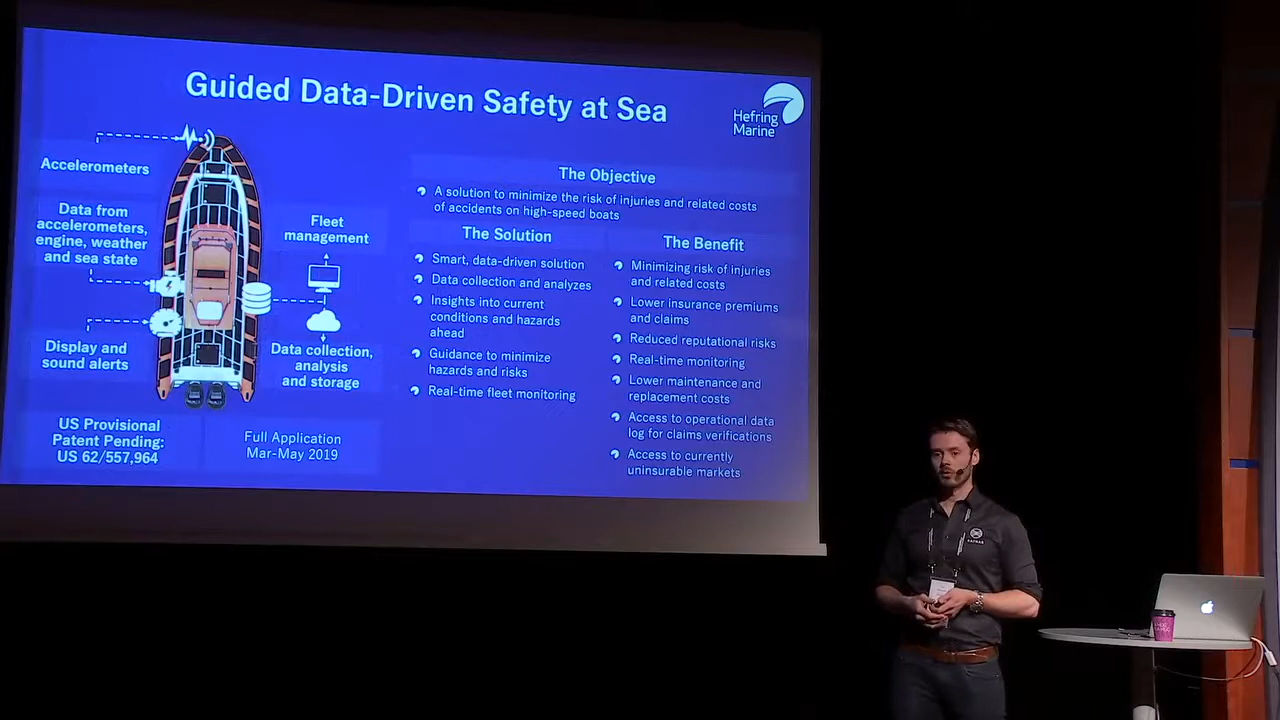 Guided Data-Driven Safety at Sea
Hefring
Marine
Accelerometers
Data from
accelerometers,
engine, weather
and sea state
Display and
sound alerts
Fleet
management
Data collection,
analysis
and storage
US Provisional
Patent Pending:
US 62/557,964
Full Application
Mar-May 2019
The Objective
A solution to minimize the risk of injuries and related costs
of accidents on high-speed boats
The Solution
Smart, data-driven solution
Data collection and analyzes
Insights into current
conditions and hazards
ahead
Guidance to minimize
hazards and risks
Real-time fleet monitoring
The Benefit
Minimizing risk of injuries
and related costs
Lower insurance premiums
and claims
Reduced reputational risks
Real-time monitoring
Lower maintenance and
replacement costs
Access to operational data
log for claims verifications
Access to currently
uninsurable markets